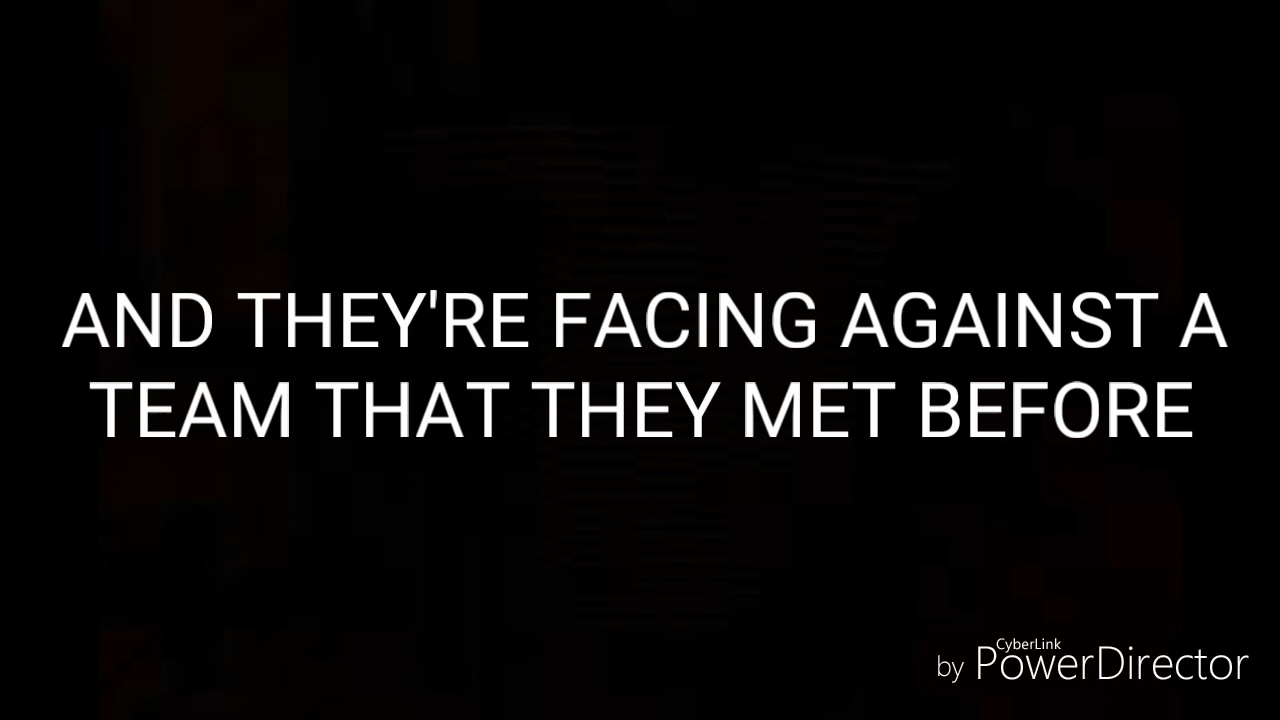 AND THEY'RE FACING AGAINST A
TEAM THAT THEY MET BEFORE
CyberLink
by PowerDirector